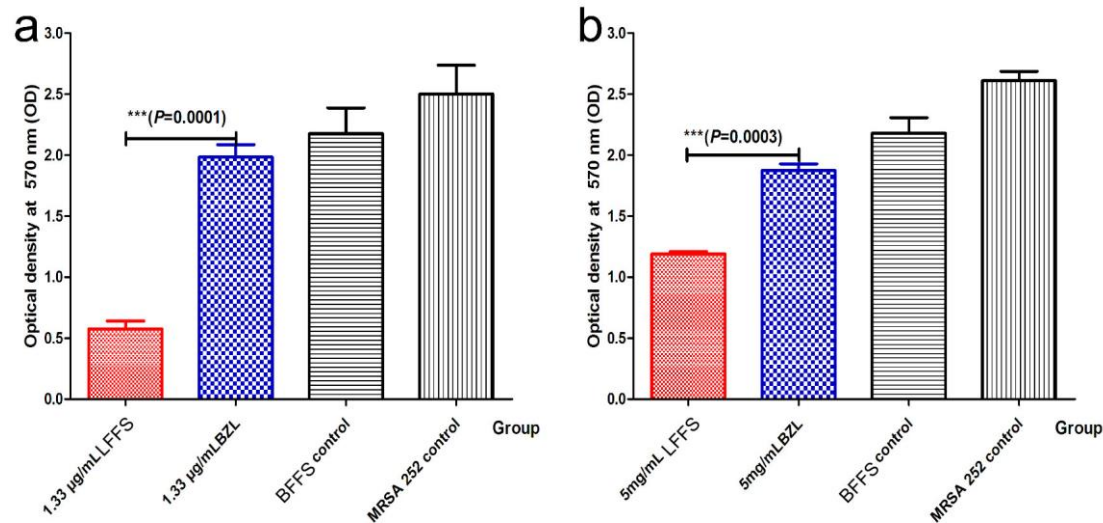 a
Optical density at 570 nm (OD)
3.0
2.5
2.0
1.5
1.0
0.5
0.0
***(P=0.0001)
1.33 µg/mLLFFS
1.33 µg/mLBZL
BFFS control
MRSA 252 control
Group
b
Optical density at 570 nm (OD)
3.0
2.5
2.0
1.5
1.0
0.5
0.0
***(P=0.0003)
5mg/mL LFFS
5mg/mLBZL
BFFS control
MRSA 252 control
Group